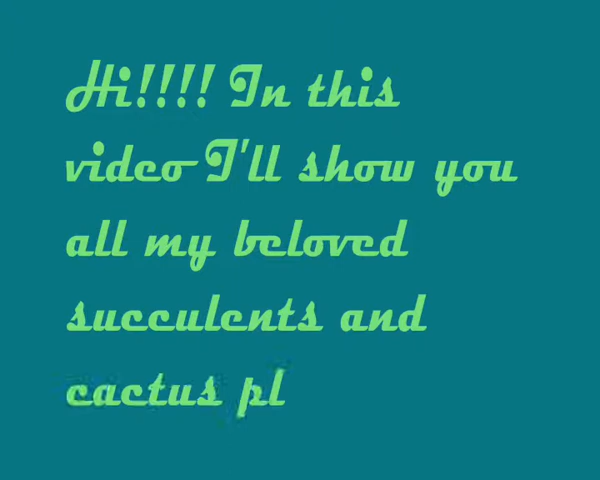 Hi!!!! In this
video I'll show you
all my beloved
succulents and
cactus pl